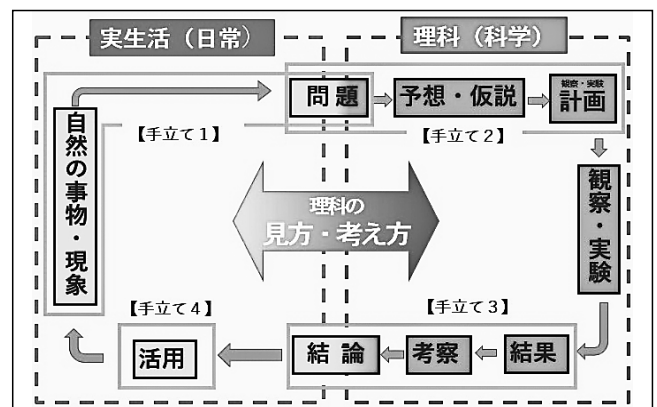 実生活（日常）
理科（科学）
問題
予想・仮説
観察・実験
計画
【手立て１】
【手立て２】
自然の事物・現象
理科の
見方・考え方
観察・実験
【手立て４】
【手立て３】
活用
結論
考察
結果